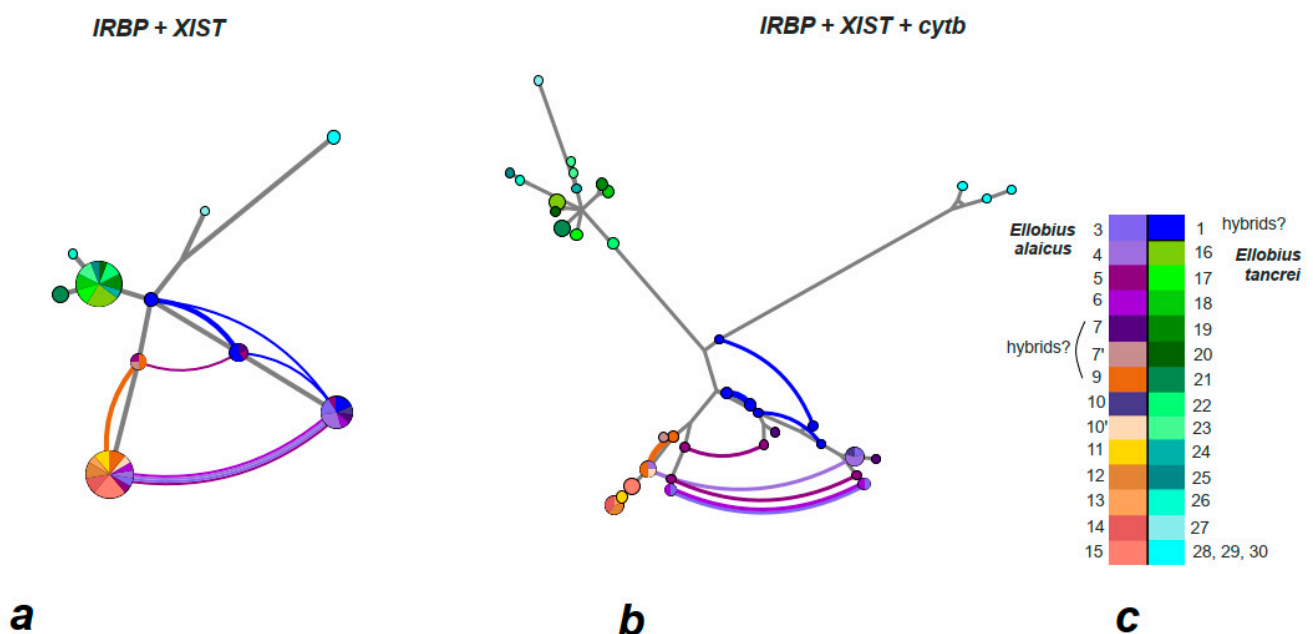 IRBP + XIST
IRBP + XIST + cytb
Ellobius
alaicus
3
1
hybrids?
4
16
Ellobius
tancrei
5
17
6
18
hybrids?
7
19
7'
20
9
21
10
22
10'
23
11
24
12
25
13
26
14
27
15
28, 29, 30
a
b
c